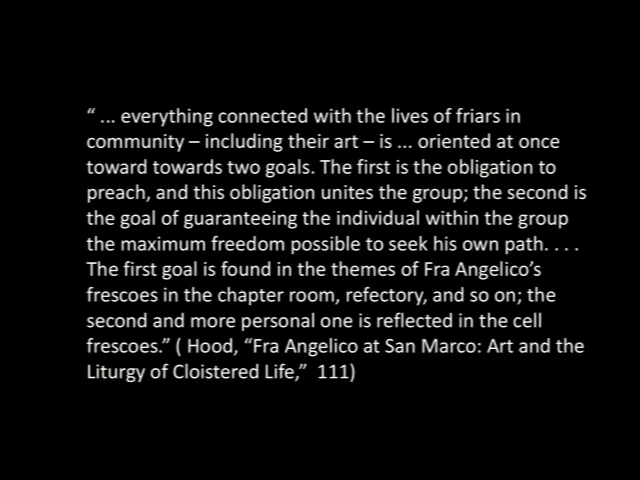 “ ... everything connected with the lives of friars in
community – including their art – is ... oriented at once
toward towards two goals. The first is the obligation to
preach, and this obligation unites the group; the second is
the goal of guaranteeing the individual within the group
the maximum freedom possible to seek his own path. . . .
The first goal is found in the themes of Fra Angelico’s
frescoes in the chapter room, refectory, and so on; the
second and more personal one is reflected in the cell
frescoes.” ( Hood, “Fra Angelico at San Marco: Art and the
Liturgy of Cloistered Life,”  111)